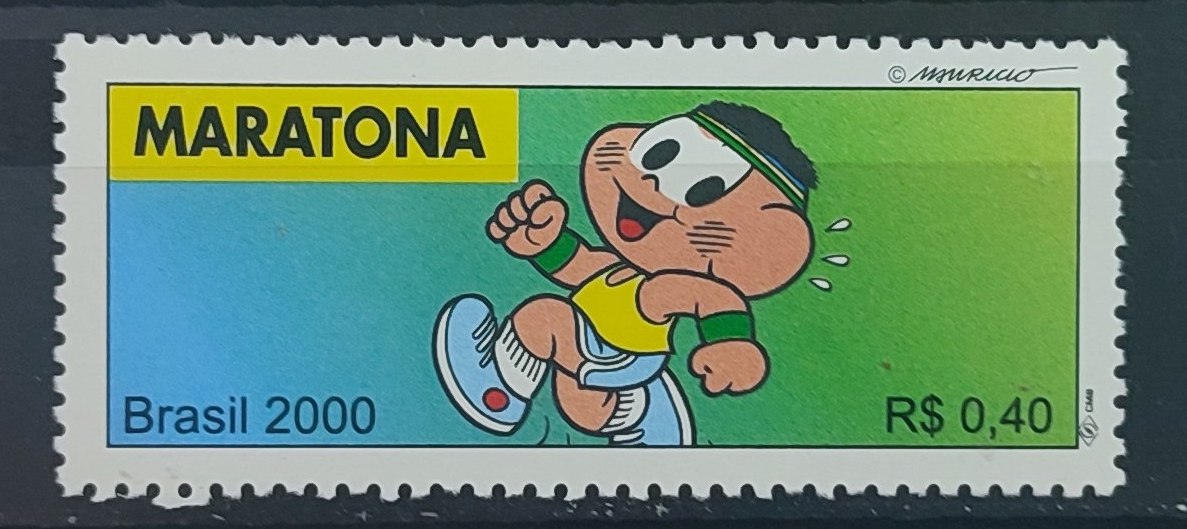 © MAURICIO
MARATONA
Brasil 2000
R$ 0,40
CMB